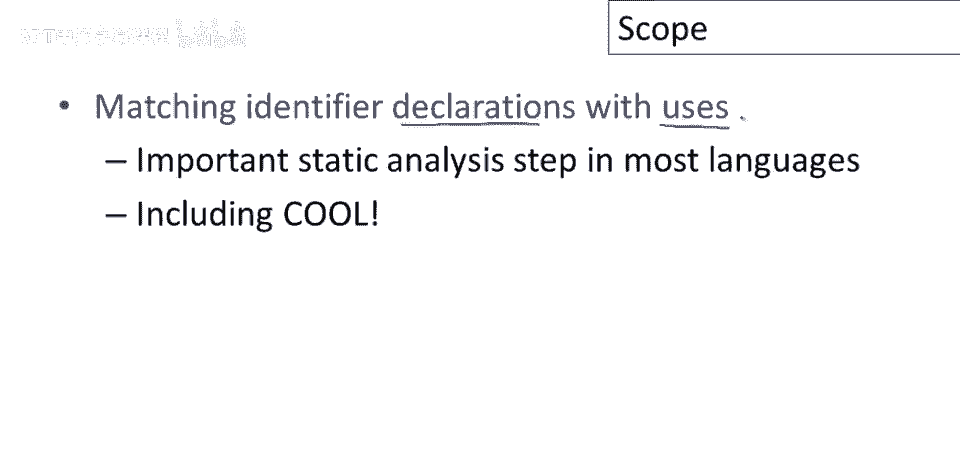 Scope
• Matching identifier declarations with uses .
– Important static analysis step in most languages
– Including COOL!